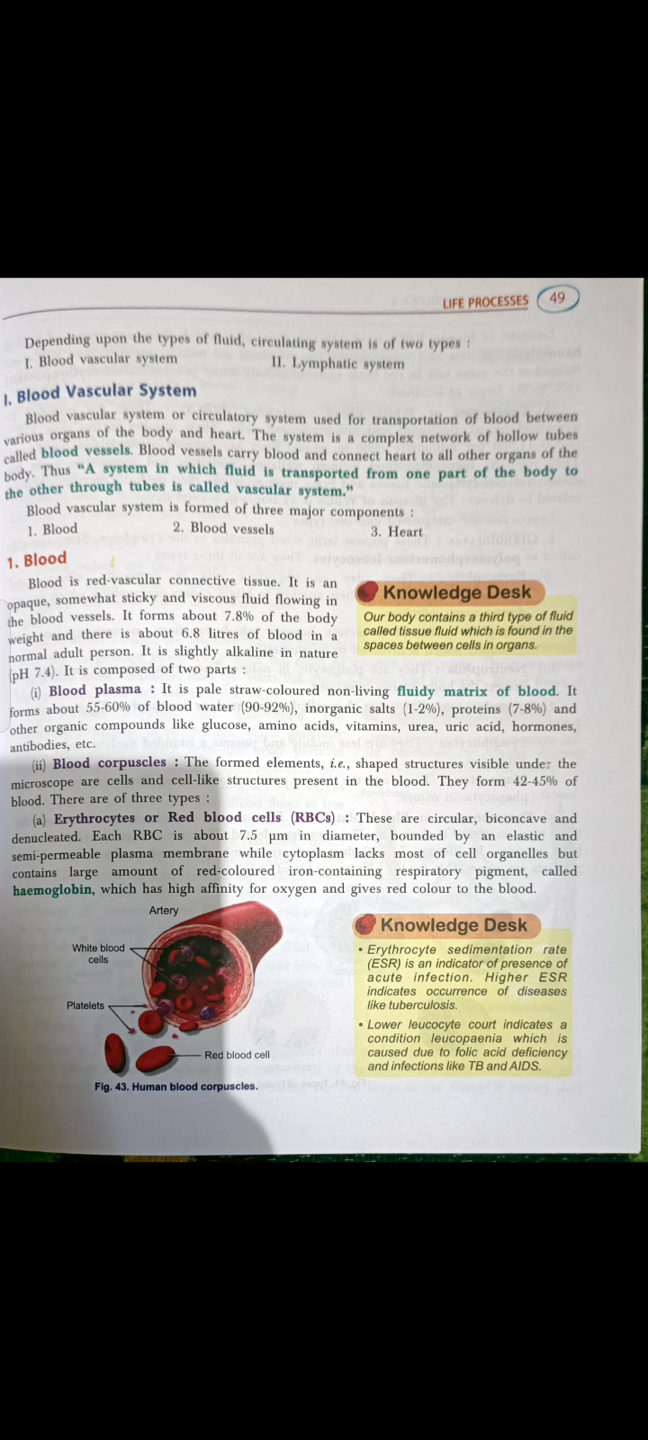 LIFE PROCESSES 49
Depending upon the types of fluid, circulating system is of two types :
I. Blood vascular system II. Lymphatic system
I. Blood Vascular System
Blood vascular system or circulatory system used for transportation of blood between
various organs of the body and heart. The system is a complex network of hollow tubes
called blood vessels. Blood vessels carry blood and connect heart to all other organs of the
body. Thus “A system in which fluid is transported from one part of the body to
the other through tubes is called vascular system.”
Blood vascular system is formed of three major components :
1. Blood 2. Blood vessels 3. Heart
1. Blood
Blood is red-vascular connective tissue. It is an
opaque, somewhat sticky and viscous fluid flowing in
the blood vessels. It forms about 7.8% of the body
weight and there is about 6.8 litres of blood in a
normal adult person. It is slightly alkaline in nature
(pH 7.4). It is composed of two parts :
Knowledge Desk
Our body contains a third type of fluid
called tissue fluid which is found in the
spaces between cells in organs.
(i) Blood plasma : It is pale straw-coloured non-living fluidy matrix of blood. It
forms about 55-60% of blood water (90-92%), inorganic salts (1-2%), proteins (7-8%) and
other organic compounds like glucose, amino acids, vitamins, urea, uric acid, hormones,
antibodies, etc.
(ii) Blood corpuscles : The formed elements, i.e., shaped structures visible under the
microscope are cells and cell-like structures present in the blood. They form 42-45% of
blood. There are of three types :
(a) Erythrocytes or Red blood cells (RBCs) : These are circular, biconcave and
denucleated. Each RBC is about 7.5 µm in diameter, bounded by an elastic and
semi-permeable plasma membrane while cytoplasm lacks most of cell organelles but
contains large amount of red-coloured iron-containing respiratory pigment, called
haemoglobin, which has high affinity for oxygen and gives red colour to the blood.
Artery
White blood
cells
Platelets
Red blood cell
Fig. 43. Human blood corpuscles.
Knowledge Desk
• Erythrocyte sedimentation rate
(ESR) is an indicator of presence of
acute infection. Higher ESR
indicates occurrence of diseases
like tuberculosis.
• Lower leucocyte court indicates a
condition leucopaenia which is
caused due to folic acid deficiency
and infections like TB and AIDS.